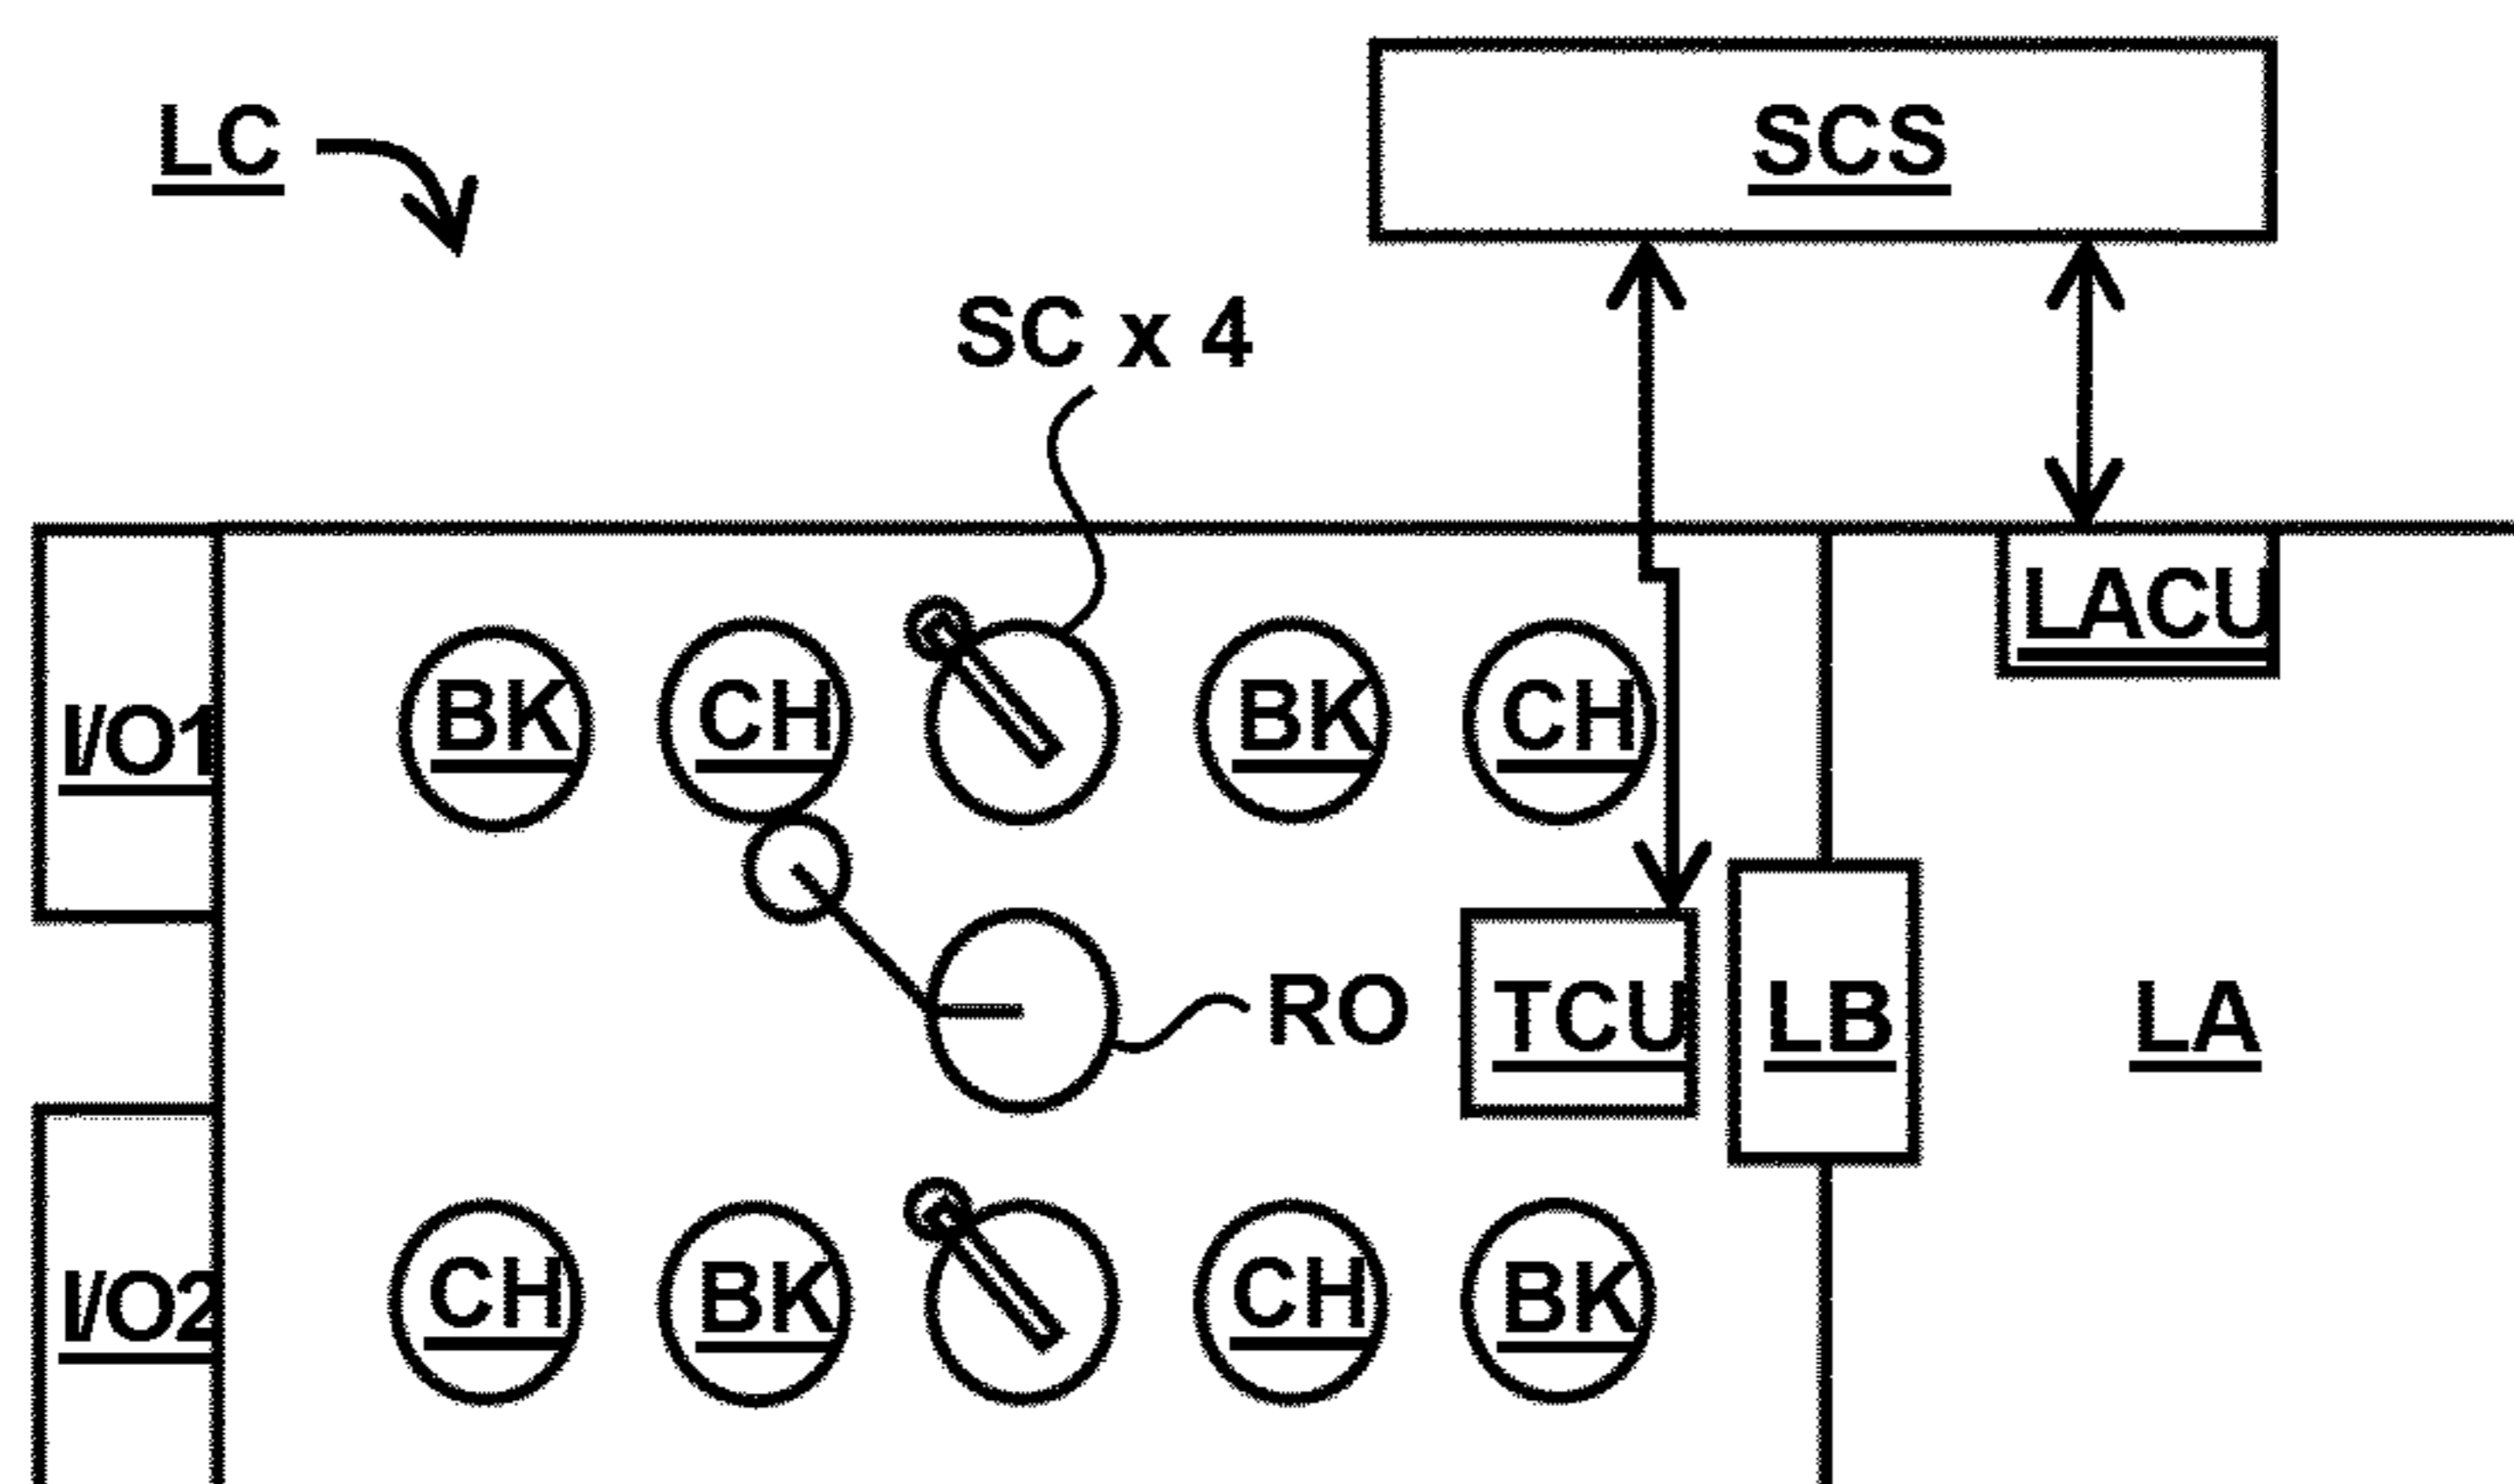 LC
SCS
SC x 4
LACU
I/O1
BK CH BK CH
RO
TCU
LB
LA
I/O2
CH BK CH BK